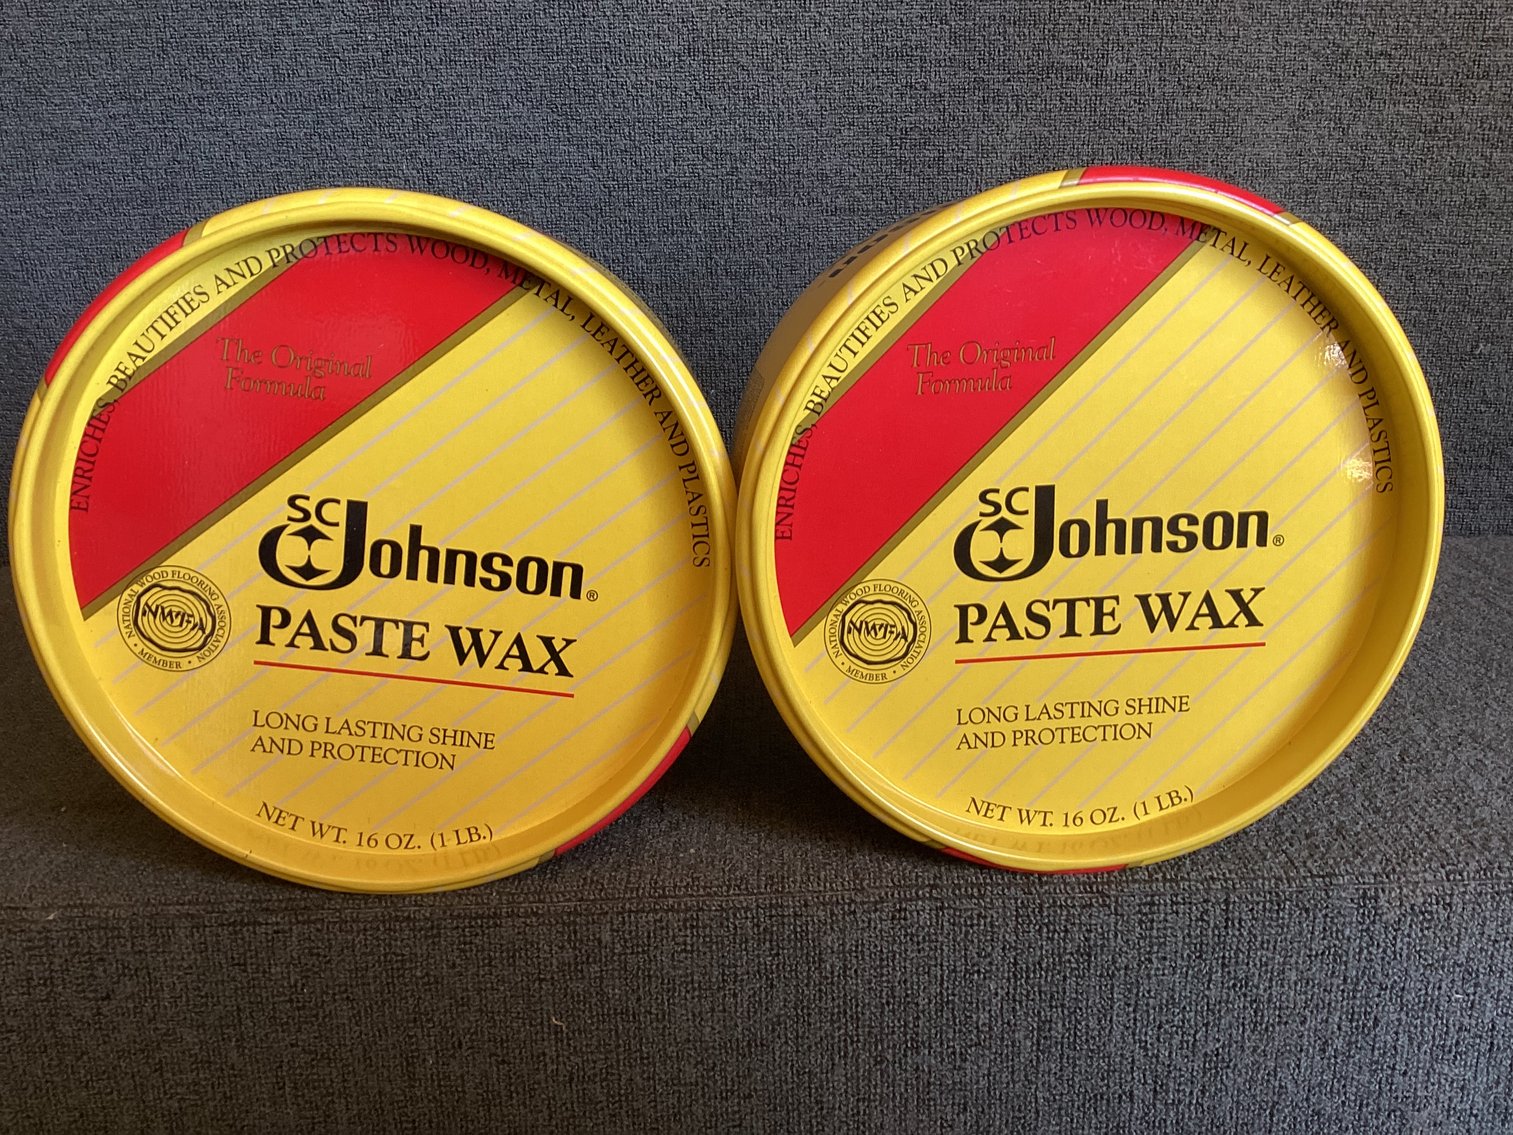 ENRICHES, BEAUTIFIES AND PROTECTS WOOD, METAL, LEATHER AND PLASTICS
The Original
Formula
SC
Johnson®
PASTE WAX
NATIONAL WOOD FLOORING ASSOCIATION
NWFA
• MEMBER •
LONG LASTING SHINE
AND PROTECTION
NET WT. 16 OZ. (1 LB.)
ENRICHES, BEAUTIFIES AND PROTECTS WOOD, METAL, LEATHER AND PLASTICS
The Original
Formula
SC
Johnson®
PASTE WAX
NATIONAL WOOD FLOORING ASSOCIATION
NWFA
• MEMBER •
LONG LASTING SHINE
AND PROTECTION
NET WT. 16 OZ. (1 LB.)